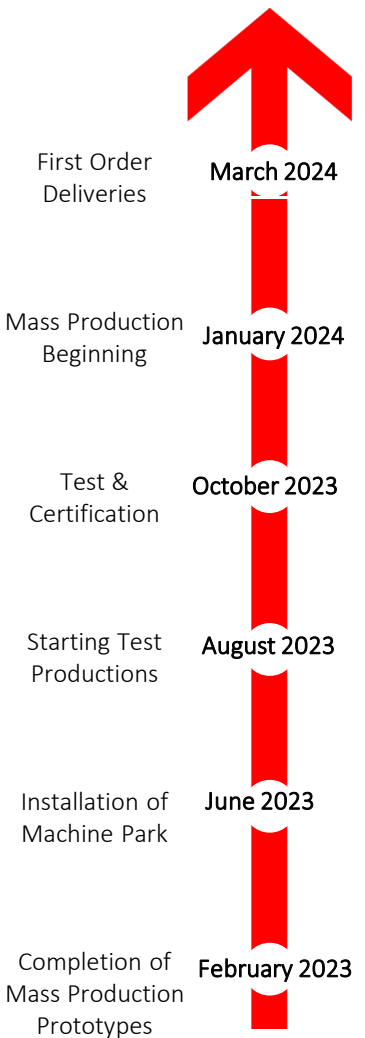 First Order
Deliveries
March 2024
Mass Production
Beginning
January 2024
Test &
Certification
October 2023
Starting Test
Productions
August 2023
Installation of
Machine Park
June 2023
Completion of
Mass Production
Prototypes
February 2023